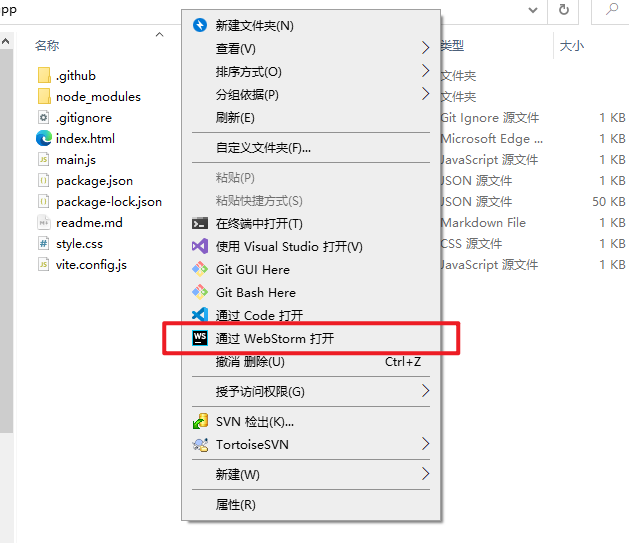 pp
名称
类型
大小
.github
文件夹
node_modules
文件夹
.gitignore
Git Ignore 源文件
1 KB
index.html
Microsoft Edge ...
1 KB
main.js
JavaScript 源文件
1 KB
package.json
JSON 源文件
1 KB
package-lock.json
JSON 源文件
50 KB
readme.md
Markdown File
1 KB
style.css
CSS 源文件
1 KB
vite.config.js
JavaScript 源文件
1 KB
新建文件夹(N)
查看(V)
排序方式(O)
分组依据(P)
刷新(E)
自定义文件夹(F)...
粘贴(P)
粘贴快捷方式(S)
在终端中打开(T)
使用 Visual Studio 打开(V)
Git GUI Here
Git Bash Here
通过 Code 打开
WS 通过 WebStorm 打开
撤消 删除(U) Ctrl+Z
授予访问权限(G)
SVN 检出(K)...
TortoiseSVN
新建(W)
属性(R)